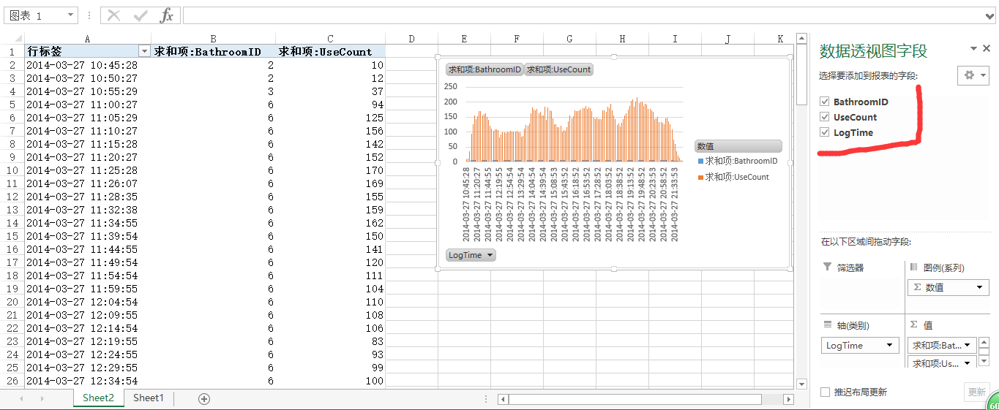 图表 1
fx
A B C D E F G H I J K
1 行标签 求和项:BathroomID 求和项:UseCount
2 2014-03-27 10:45:28 2 10
3 2014-03-27 10:50:27 2 12
4 2014-03-27 10:55:29 3 37
5 2014-03-27 11:00:27 6 94
6 2014-03-27 11:05:29 6 125
7 2014-03-27 11:10:27 6 156
8 2014-03-27 11:15:28 6 142
9 2014-03-27 11:20:27 6 152
10 2014-03-27 11:25:28 6 170
11 2014-03-27 11:26:07 6 169
12 2014-03-27 11:28:35 6 155
13 2014-03-27 11:32:38 6 159
14 2014-03-27 11:34:55 6 162
15 2014-03-27 11:39:54 6 150
16 2014-03-27 11:44:55 6 141
17 2014-03-27 11:49:54 6 120
18 2014-03-27 11:54:54 6 111
19 2014-03-27 11:59:55 6 104
20 2014-03-27 12:04:54 6 110
21 2014-03-27 12:09:55 6 108
22 2014-03-27 12:14:54 6 106
23 2014-03-27 12:19:55 6 83
24 2014-03-27 12:24:55 6 93
25 2014-03-27 12:29:55 6 99
26 2014-03-27 12:34:54 6 100
求和项:BathroomID 求和项:UseCount
250
200
150
100
50
0
2014-03-27 10:45:28
2014-03-27 11:20:27
2014-03-27 11:44:55
2014-03-27 12:19:55
2014-03-27 12:54:54
2014-03-27 13:29:54
2014-03-27 14:04:54
2014-03-27 14:39:54
2014-03-27 15:08:53
2014-03-27 15:43:52
2014-03-27 16:18:52
2014-03-27 16:53:52
2014-03-27 17:28:52
2014-03-27 18:03:52
2014-03-27 18:38:52
2014-03-27 19:13:52
2014-03-27 19:48:52
2014-03-27 20:23:53
2014-03-27 20:58:52
2014-03-27 21:33:53
数值
求和项:BathroomID
求和项:UseCount
LogTime
数据透视图字段
选择要添加到报表的字段:
BathroomID
UseCount
LogTime
在以下区域间拖动字段:
筛选器
图例(系列)
Σ 数值
轴(类别)
Σ 值
LogTime
求和项:Bat...
求和项:Us...
推迟布局更新
更新
60
Sheet2 Sheet1